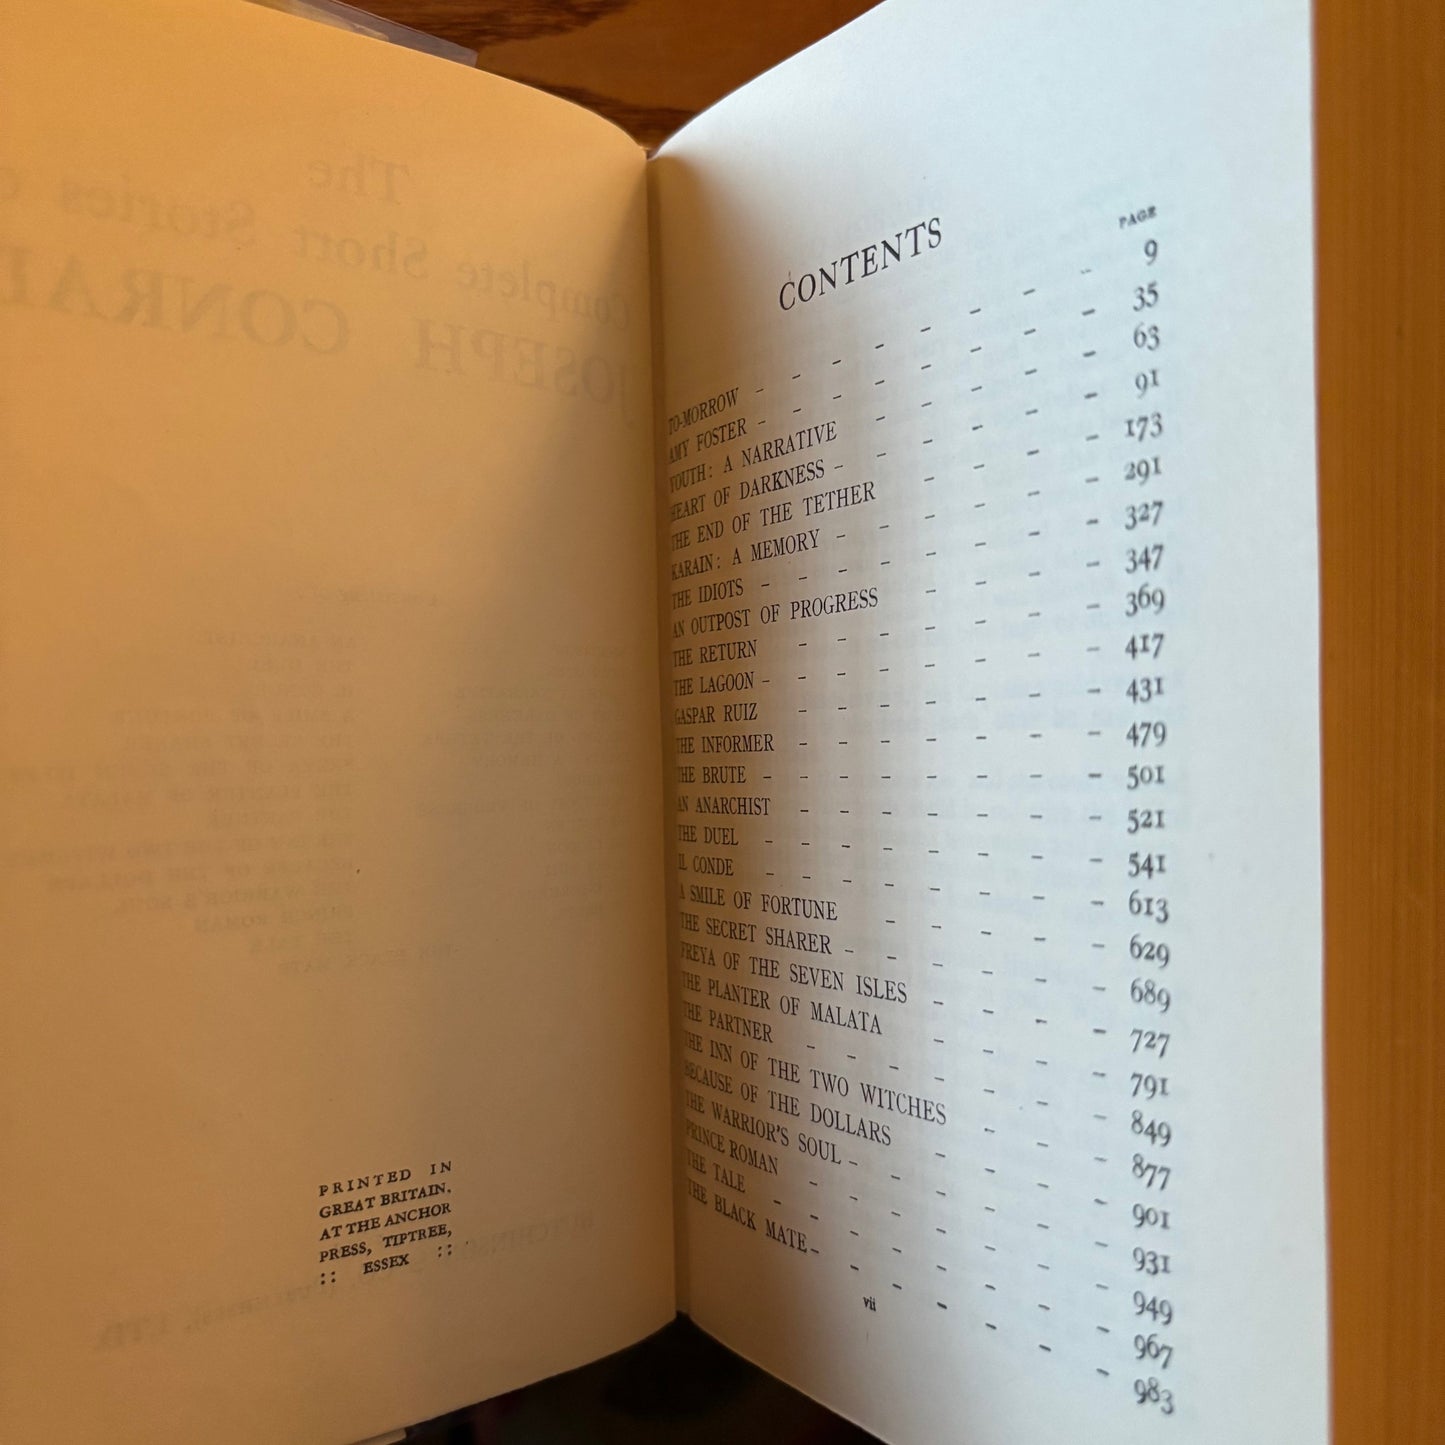 The
Complete Short Stories
JOSEPH CONRAD
PRINTED IN
GREAT BRITAIN.
AT THE ANCHOR
PRESS, TIPTREE,
:: ESSEX ::
CONTENTS
PAGE
TO-MORROW - - - - - - - 9
AMY FOSTER - - - - - - - 35
YOUTH: A NARRATIVE - - - - - 63
HEART OF DARKNESS - - - - - - 91
THE END OF THE TETHER - - - - 173
KARAIN: A MEMORY - - - - - - 291
THE IDIOTS - - - - - - - - 327
AN OUTPOST OF PROGRESS - - - - 347
THE RETURN - - - - - - - 369
THE LAGOON - - - - - - - - 417
GASPAR RUIZ - - - - - - - 431
THE INFORMER - - - - - - - 479
THE BRUTE - - - - - - - - 501
AN ANARCHIST - - - - - - - 521
THE DUEL - - - - - - - - 541
IL CONDE - - - - - - - - 613
A SMILE OF FORTUNE - - - - - 629
THE SECRET SHARER - - - - - - 689
FREYA OF THE SEVEN ISLES - - - - 727
THE PLANTER OF MALATA - - - - 791
THE PARTNER - - - - - - - 849
THE INN OF THE TWO WITCHES - - - 877
BECAUSE OF THE DOLLARS - - - - 901
THE WARRIOR'S SOUL - - - - - - 931
PRINCE ROMAN - - - - - - - 949
THE TALE - - - - - - - - 967
THE BLACK MATE - - - - - - - 983
vii